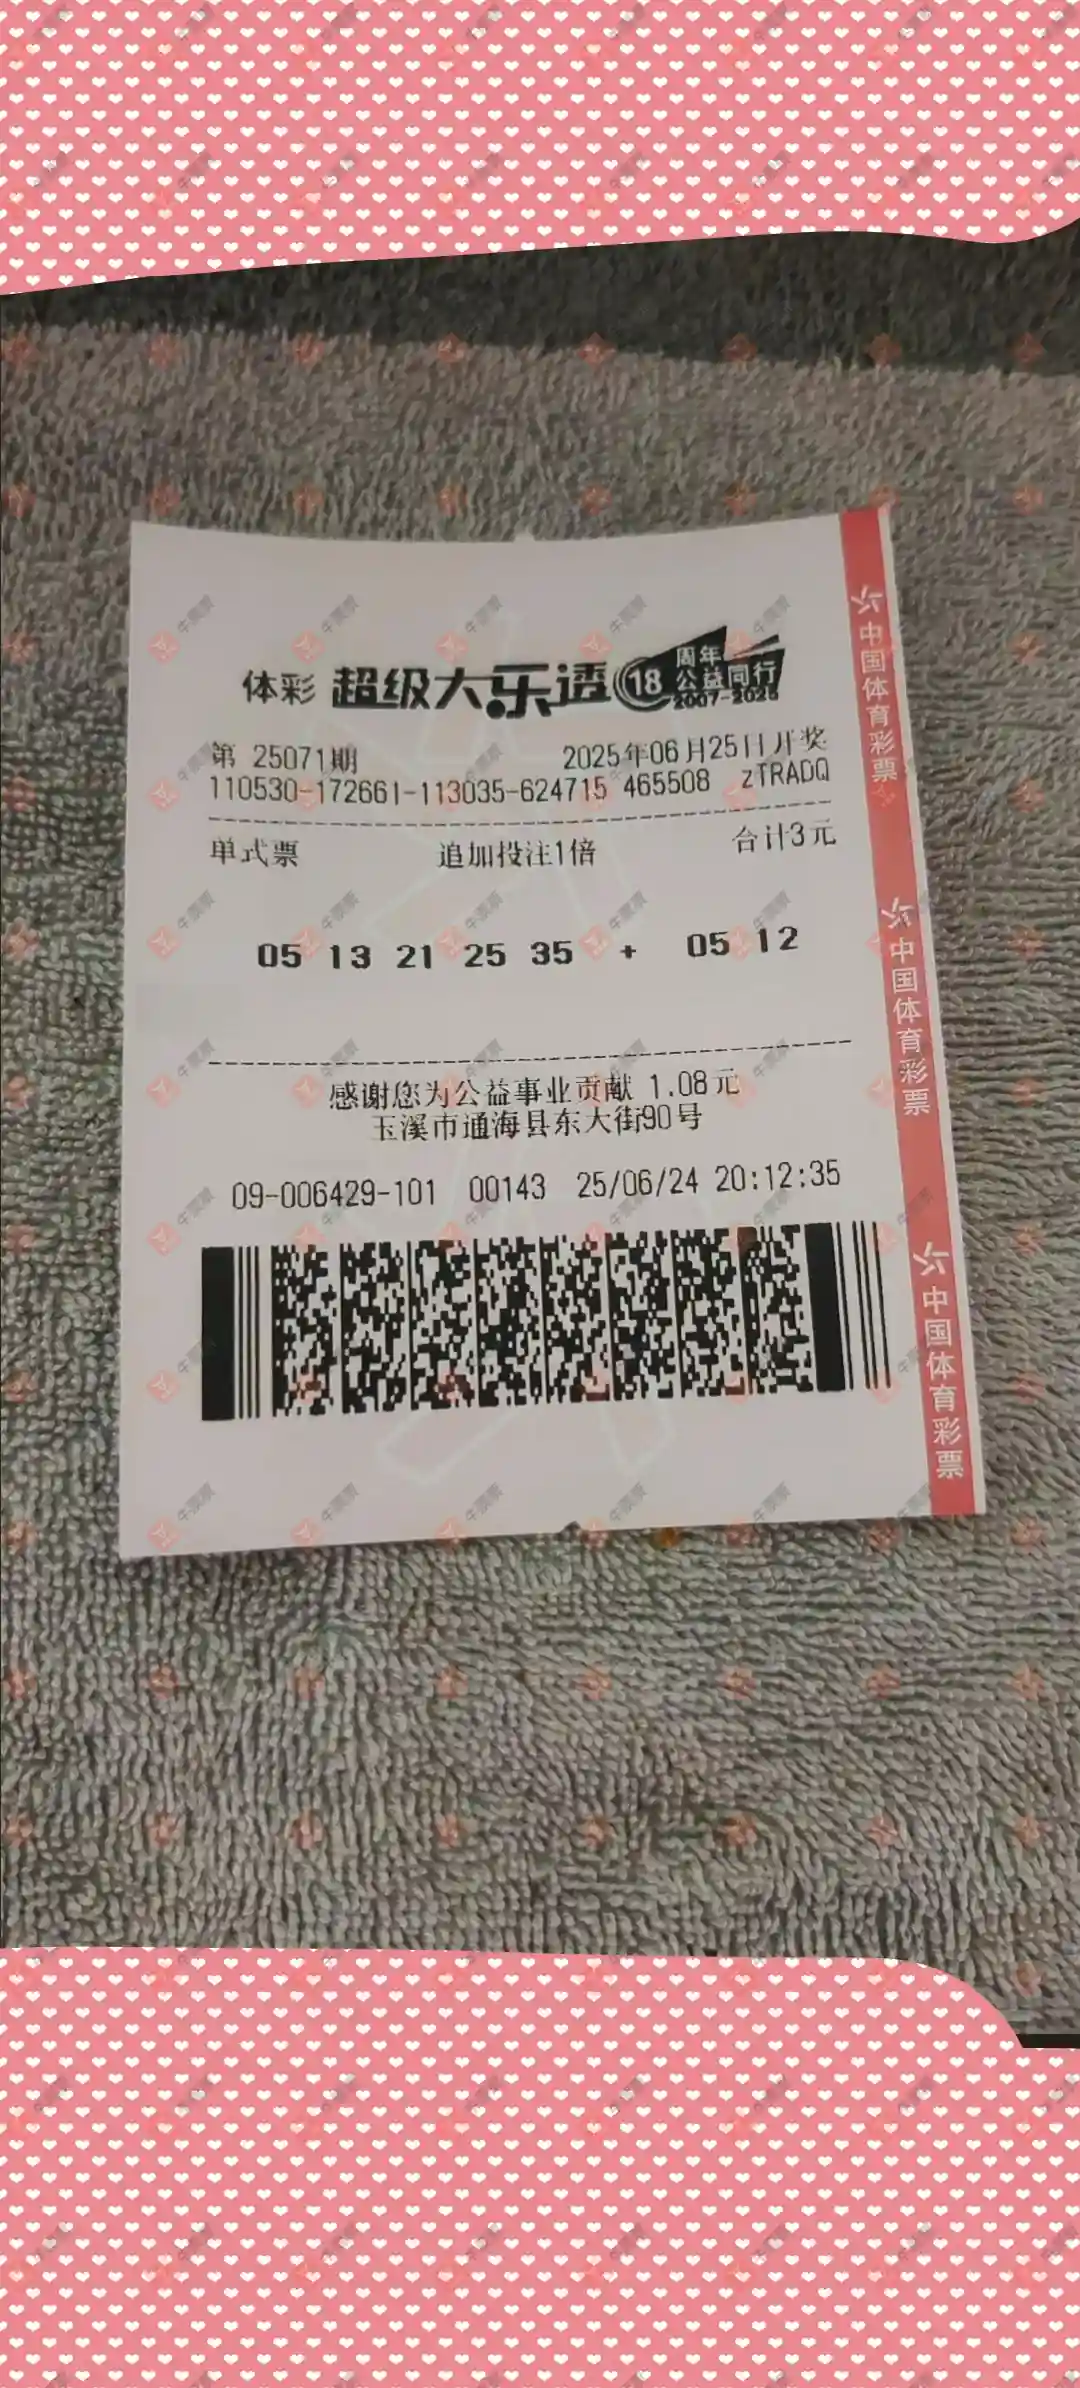 体彩 超级大乐透 18 周年 公益同行 2007-2025
第 25071期 2025年06月25日开奖
110530-172661-113035-624715 465508 zTRADQ
单式票 追加投注1倍 合计3元
05 13 21 25 35 + 05 12
感谢您为公益事业贡献 1.08元
玉溪市通海县东大街90号
09-006429-101 00143 25/06/24 20:12:35
中国体育彩票
中国体育彩票
中国体育彩票